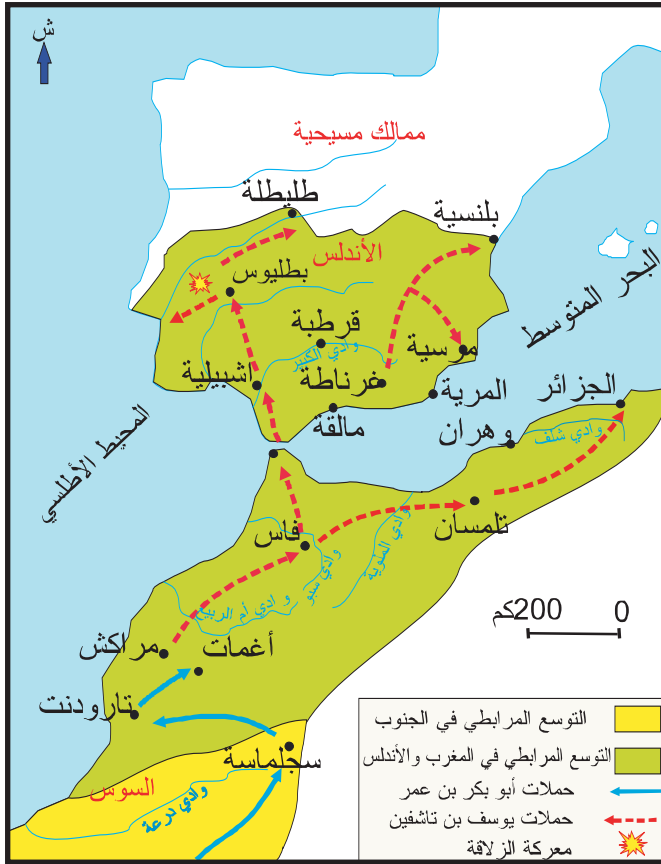 ش
ممالك مسيحية
طليطلة
بلنسية
الأندلس
بطليوس
البحر المتوسط
قرطبة
وادي الكبير
مرسية
اشبيلية
غرناطة
المرية
الجزائر
مالقة
وهران
وادي شلف
المحيط الأطلسي
تلمسان
فاس
وادي الملوية
وادي سبو
وادي أم الربيع
0
200كم
مراكش
أغمات
تارودنت
سجلماسة
السوس
وادي درعة
التوسع المرابطي في الجنوب
التوسع المرابطي في المغرب والأندلس
حملات أبو بكر بن عمر
حملات يوسف بن تاشفين
معركة الزلاقة